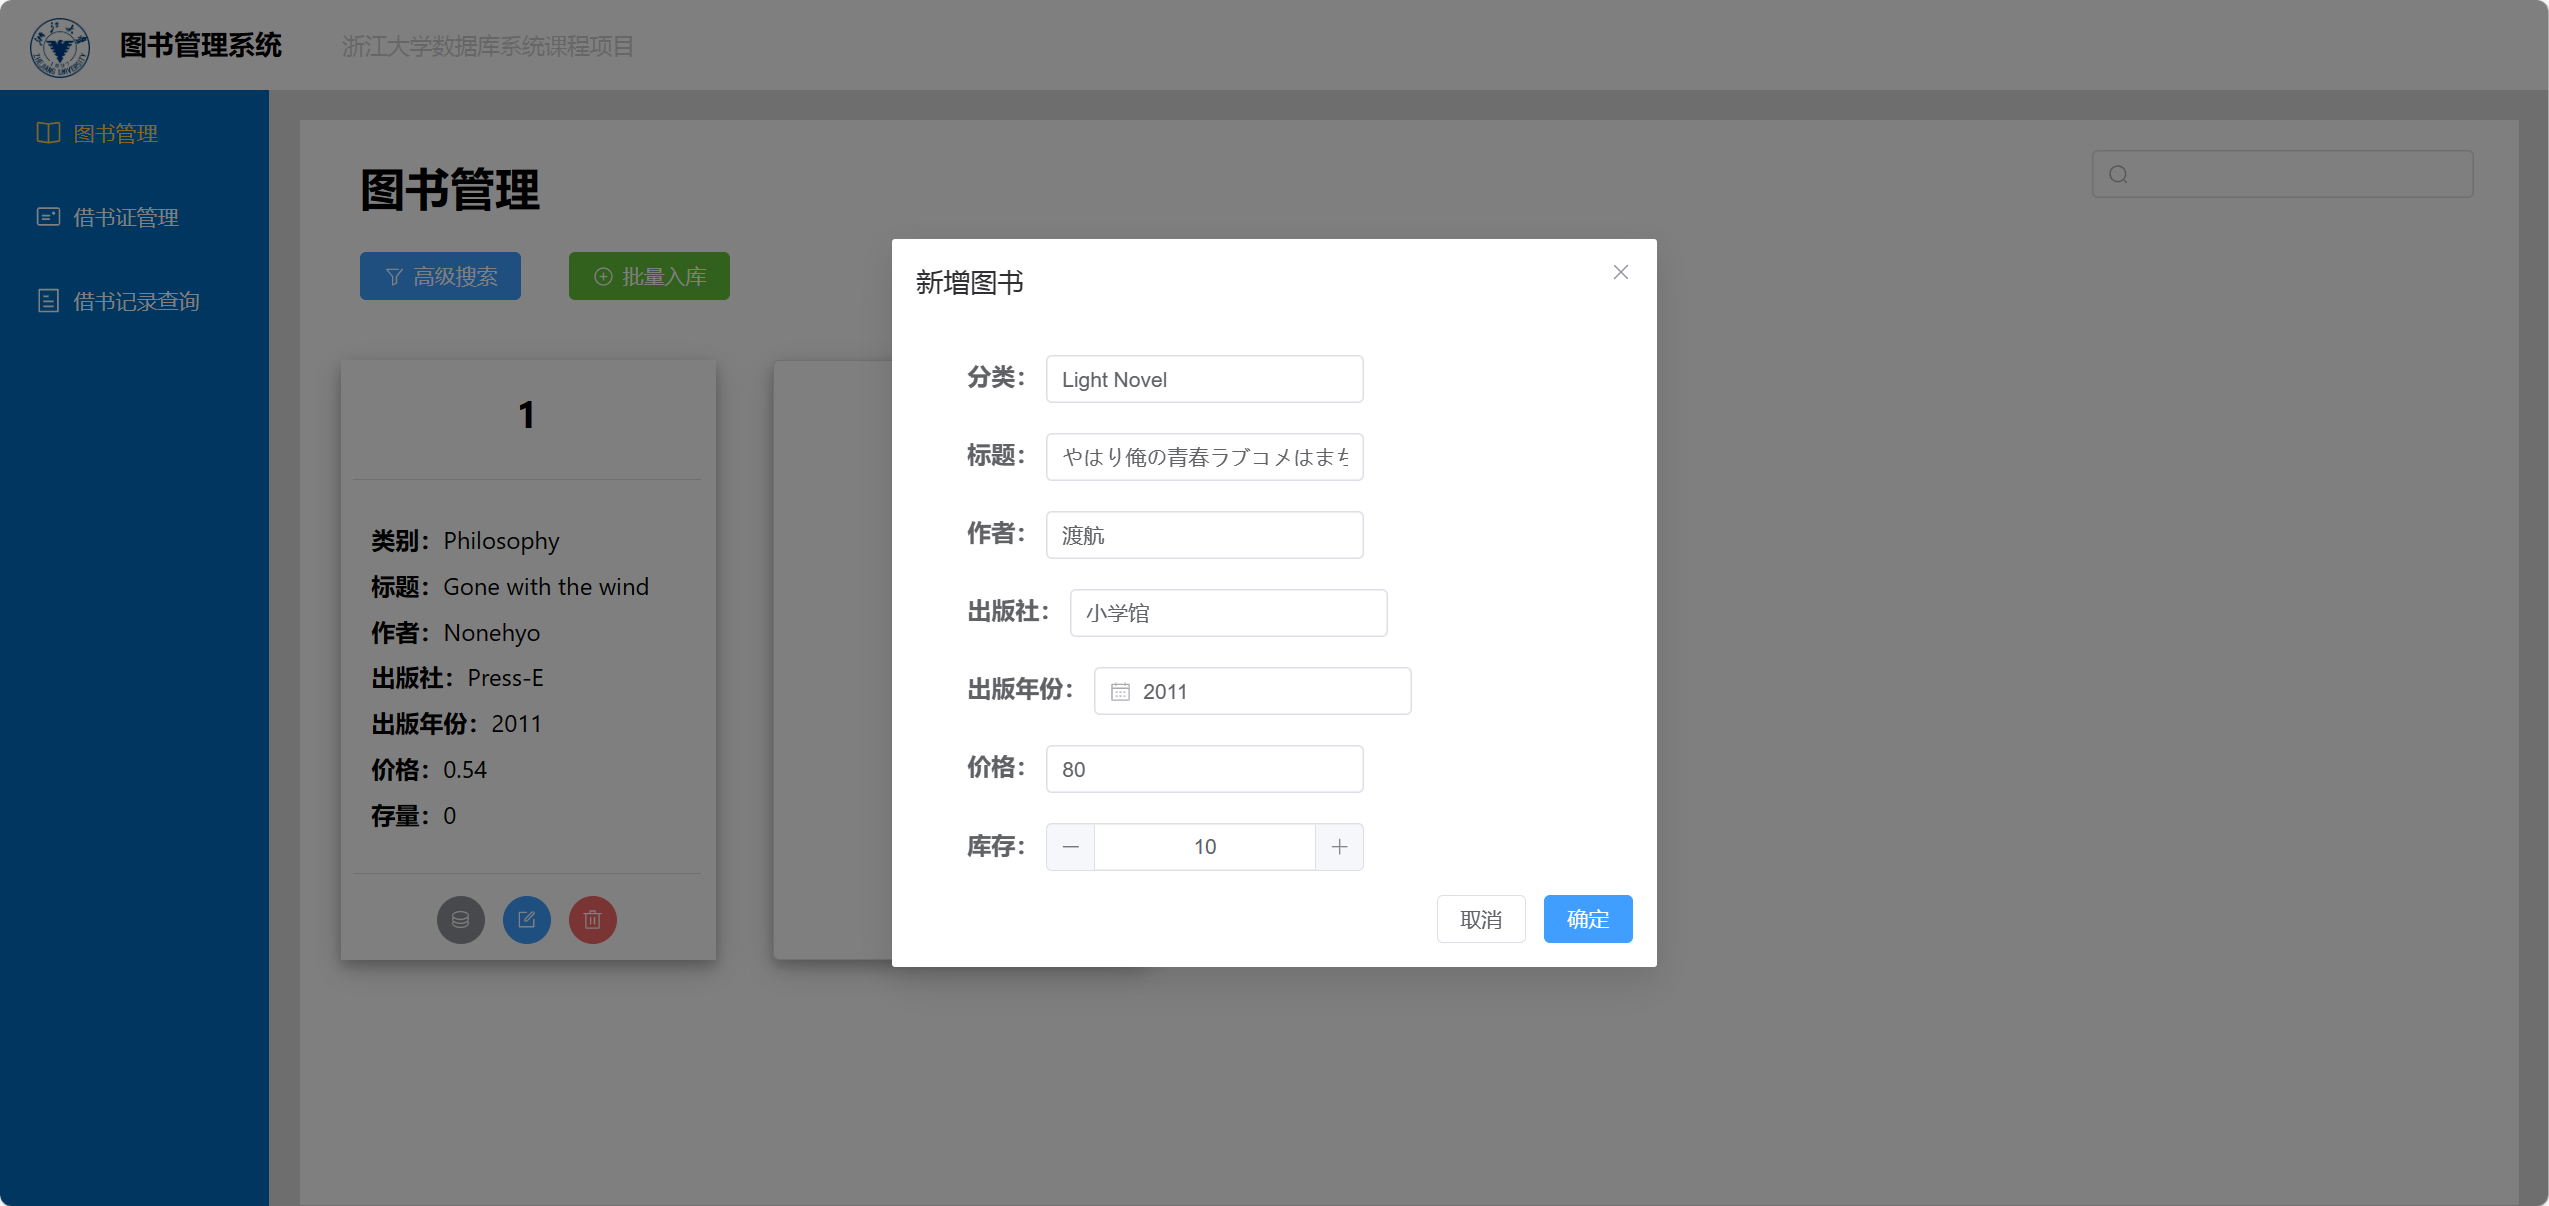 图书管理系统
浙江大学数据库系统课程项目
图书管理
借书证管理
借书记录查询
图书管理
高级搜索
批量入库
1
类别：Philosophy
标题：Gone with the wind
作者：Nonehyo
出版社：Press-E
出版年份：2011
价格：0.54
存量：0
新增图书
分类：Light Novel
标题：やはり俺の青春ラブコメはまち
作者：渡航
出版社：小学馆
出版年份：2011
价格：80
库存：10
取消
确定